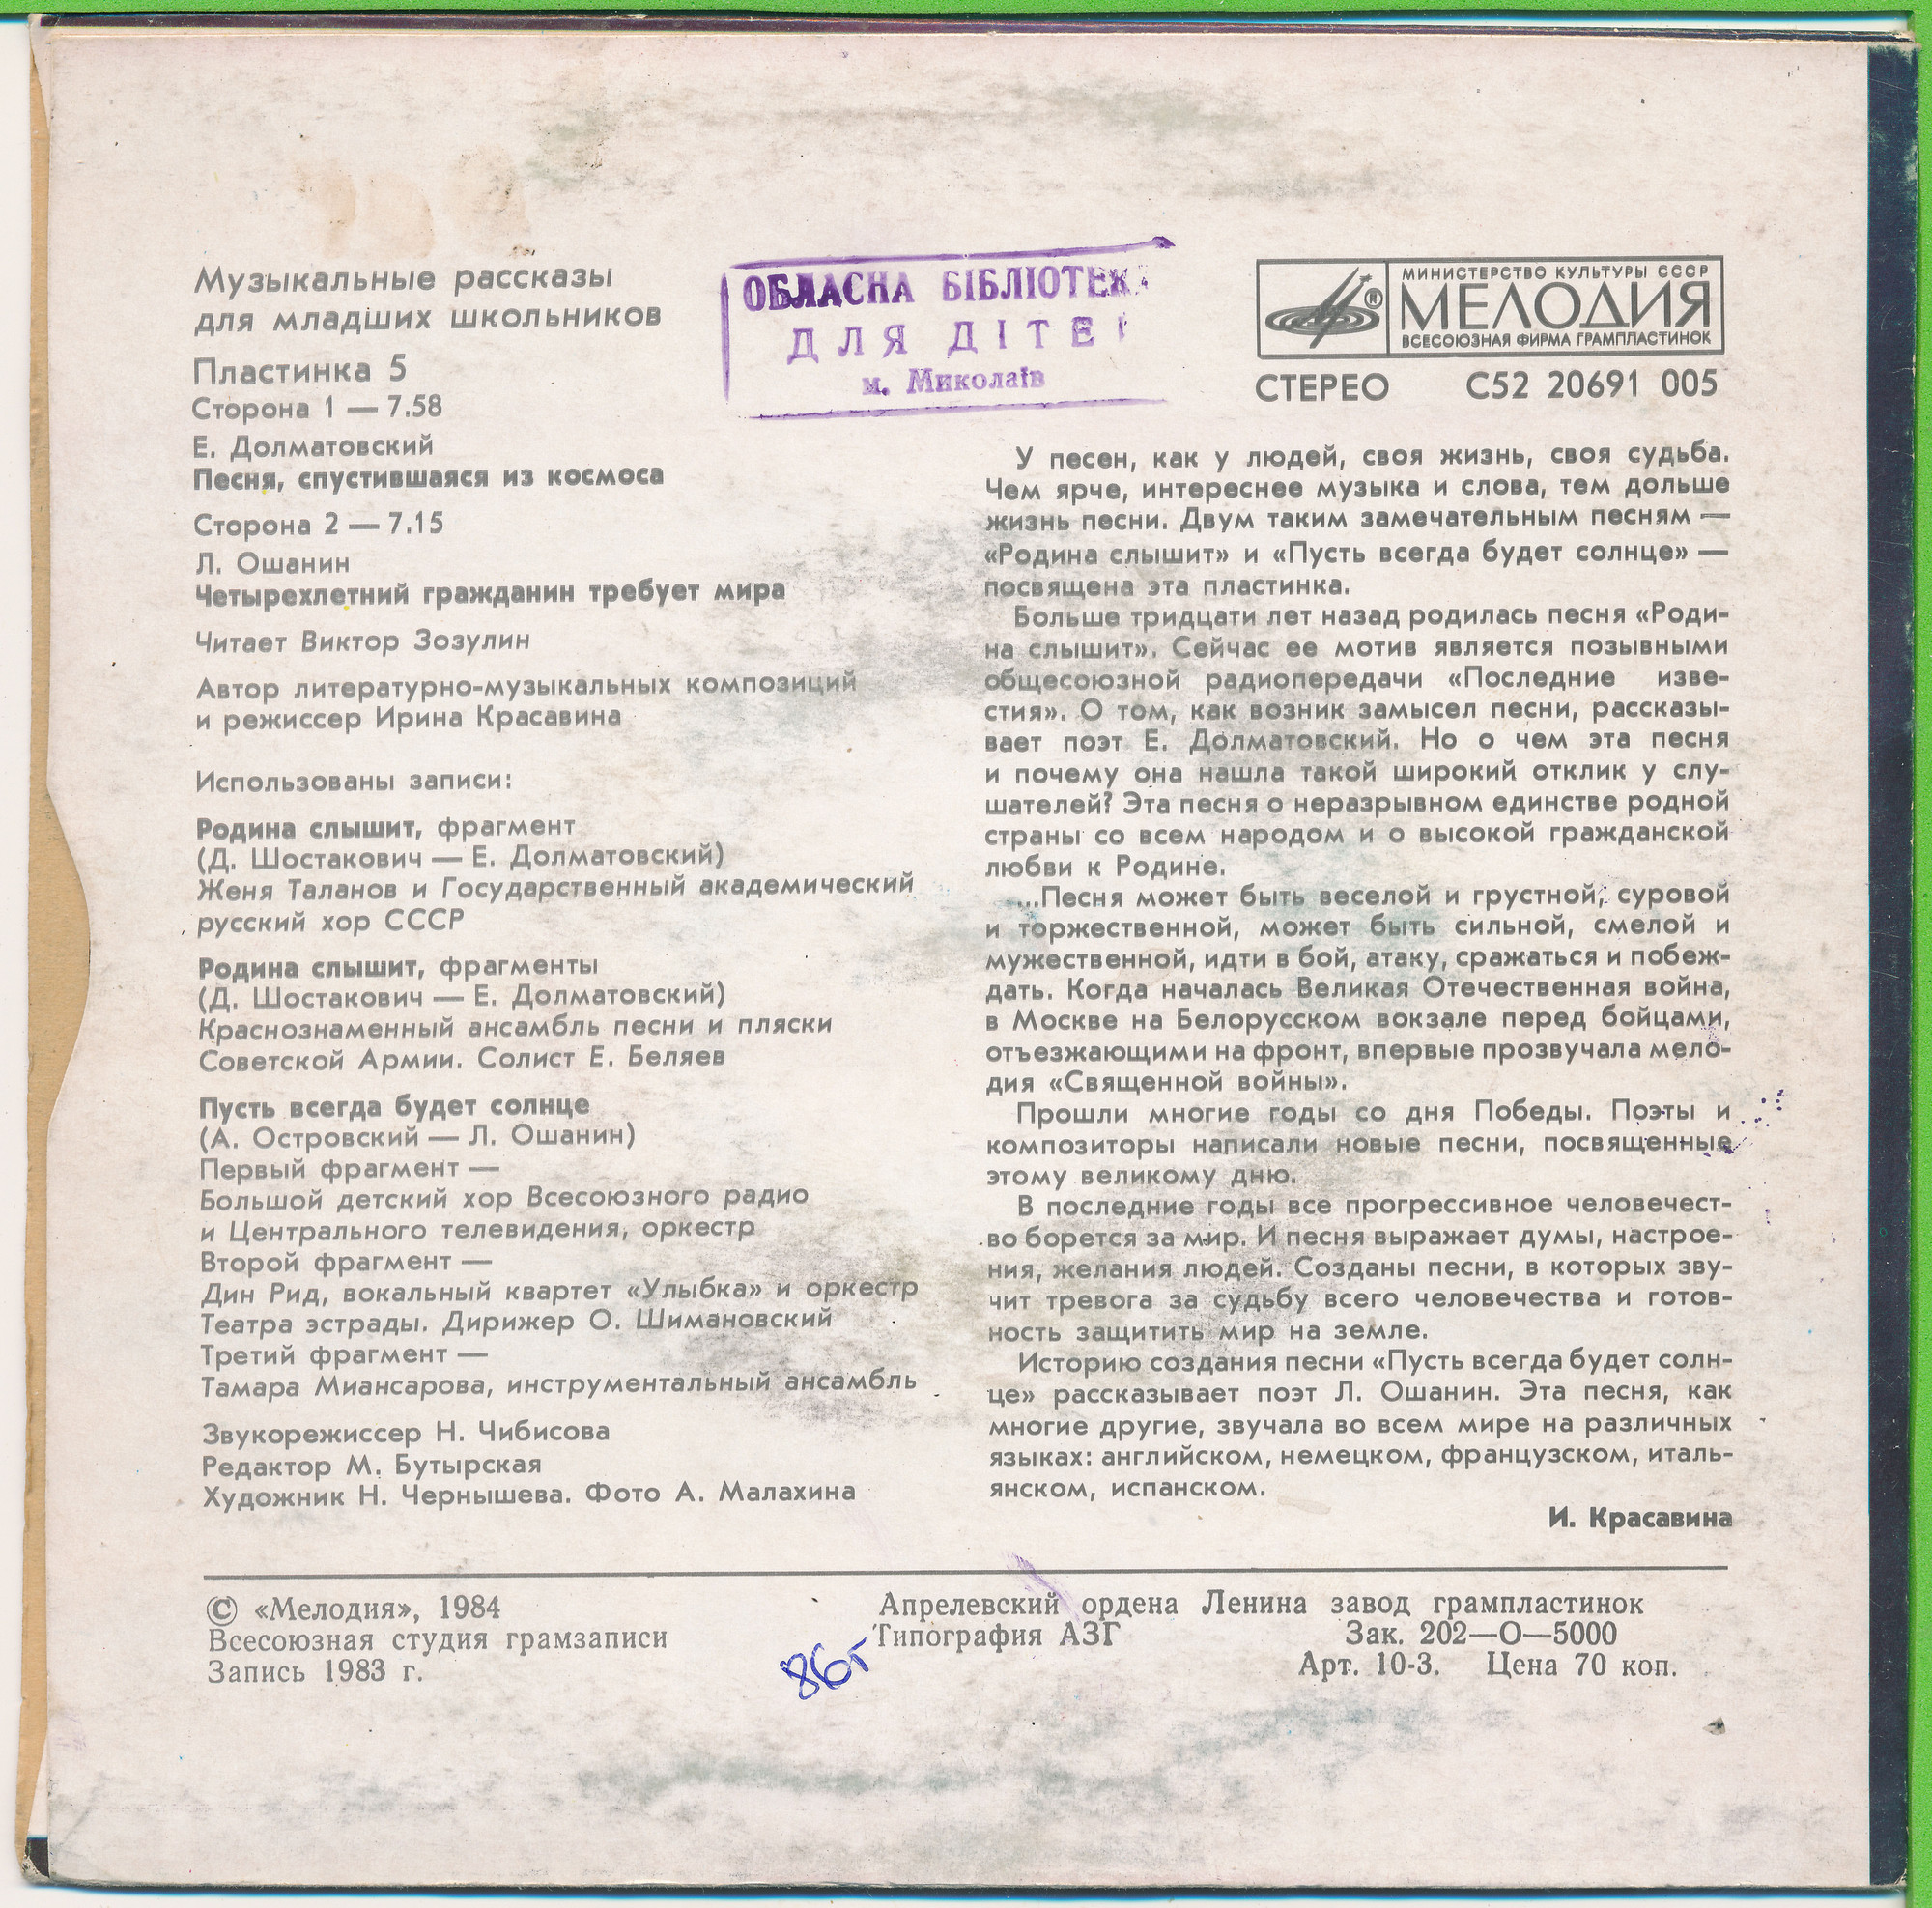 Музыкальные рассказы
для младших школьников
Пластинка 5
Сторона 1 — 7.58
Е. Долматовский
Песня, спустившаяся из космоса
Сторона 2 — 7.15
Л. Ошанин
Четырехлетний гражданин требует мира
Читает Виктор Зозулин
Автор литературно-музыкальных композиций
и режиссер Ирина Красавина
Использованы записи:
Родина слышит, фрагмент
(Д. Шостакович — Е. Долматовский)
Женя Таланов и Государственный академический
русский хор СССР
Родина слышит, фрагменты
(Д. Шостакович — Е. Долматовский)
Краснознаменный ансамбль песни и пляски
Советской Армии. Солист Е. Беляев
Пусть всегда будет солнце
(А. Островский — Л. Ошанин)
Первый фрагмент —
Большой детский хор Всесоюзного радио
и Центрального телевидения, оркестр
Второй фрагмент —
Дин Рид, вокальный квартет «Улыбка» и оркестр
Театра эстрады. Дирижер О. Шимановский
Третий фрагмент —
Тамара Миансарова, инструментальный ансамбль
Звукорежиссер Н. Чибисова
Редактор М. Бутырская
Художник Н. Чернышева. Фото А. Малахина
ОБЛАСНА БІБЛІОТЕК
ДЛЯ ДІТЕ
м. Миколаїв
МИНИСТЕРСТВО КУЛЬТУРЫ СССР
МЕЛОДИЯ
®
ВСЕСОЮЗНАЯ ФИРМА ГРАМПЛАСТИНОК
СТЕРЕО С52 20691 005
У песен, как у людей, своя жизнь, своя судьба.
Чем ярче, интереснее музыка и слова, тем дольше
жизнь песни. Двум таким замечательным песням —
«Родина слышит» и «Пусть всегда будет солнце» —
посвящена эта пластинка.
Больше тридцати лет назад родилась песня «Роди-
на слышит». Сейчас ее мотив является позывными
общесоюзной радиопередачи «Последние изве-
стия». О том, как возник замысел песни, рассказы-
вает поэт Е. Долматовский. Но о чем эта песня
и почему она нашла такой широкий отклик у слу-
шателей? Эта песня о неразрывном единстве родной
страны со всем народом и о высокой гражданской
любви к Родине.
...Песня может быть веселой и грустной, суровой
и торжественной, может быть сильной, смелой и
мужественной, идти в бой, атаку, сражаться и побеж-
дать. Когда началась Великая Отечественная война,
в Москве на Белорусском вокзале перед бойцами,
отъезжающими на фронт, впервые прозвучала мело-
дия «Священной войны».
Прошли многие годы со дня Победы. Поэты и
композиторы написали новые песни, посвященные
этому великому дню.
В последние годы все прогрессивное человечест-
во борется за мир. И песня выражает думы, настрое-
ния, желания людей. Созданы песни, в которых зву-
чит тревога за судьбу всего человечества и готов-
ность защитить мир на земле.
Историю создания песни «Пусть всегда будет солн-
це» рассказывает поэт Л. Ошанин. Эта песня, как
многие другие, звучала во всем мире на различных
языках: английском, немецком, французском, италь-
янском, испанском.
И. Красавина
© «Мелодия», 1984
Всесоюзная студия грамзаписи
Запись 1983 г.
Апрелевский ордена Ленина завод грампластинок
Типография АЗГ Зак. 202—О—5000
Арт. 10-3. Цена 70 коп.